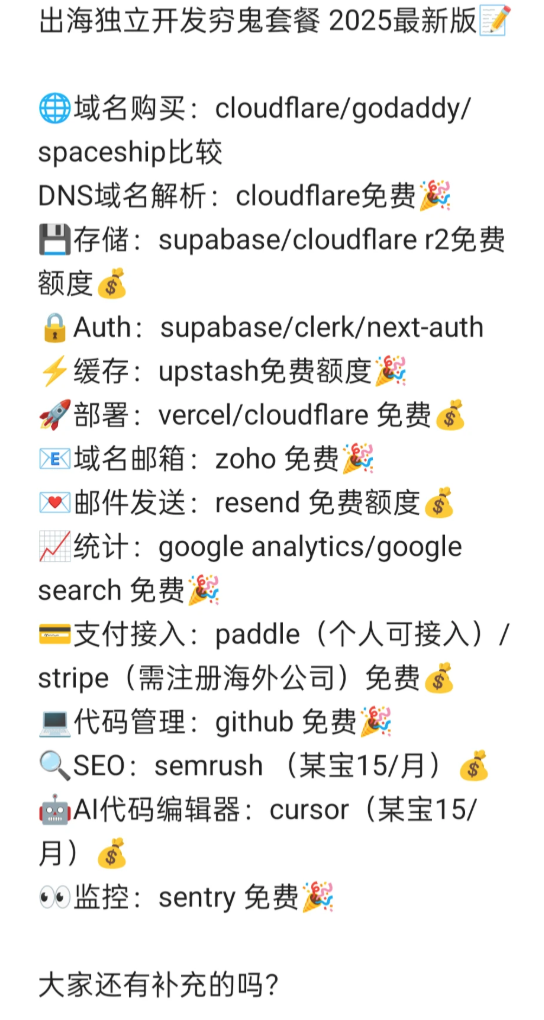 出海独立开发穷鬼套餐 2025最新版📝
🌐域名购买：cloudflare/godaddy/
spaceship比较
DNS域名解析：cloudflare免费🎉
💾存储：supabase/cloudflare r2免费
额度💰
🔒Auth：supabase/clerk/next-auth
⚡缓存：upstash免费额度🎉
🚀部署：vercel/cloudflare 免费💰
📧域名邮箱：zoho 免费🎉
💌邮件发送：resend 免费额度💰
📈统计：google analytics/google
search 免费🎉
💳支付接入：paddle（个人可接入）/
stripe（需注册海外公司）免费💰
💻代码管理：github 免费🎉
🔍SEO：semrush （某宝15/月）💰
🤖AI代码编辑器：cursor（某宝15/
月）💰
👀监控：sentry 免费🎉
大家还有补充的吗？